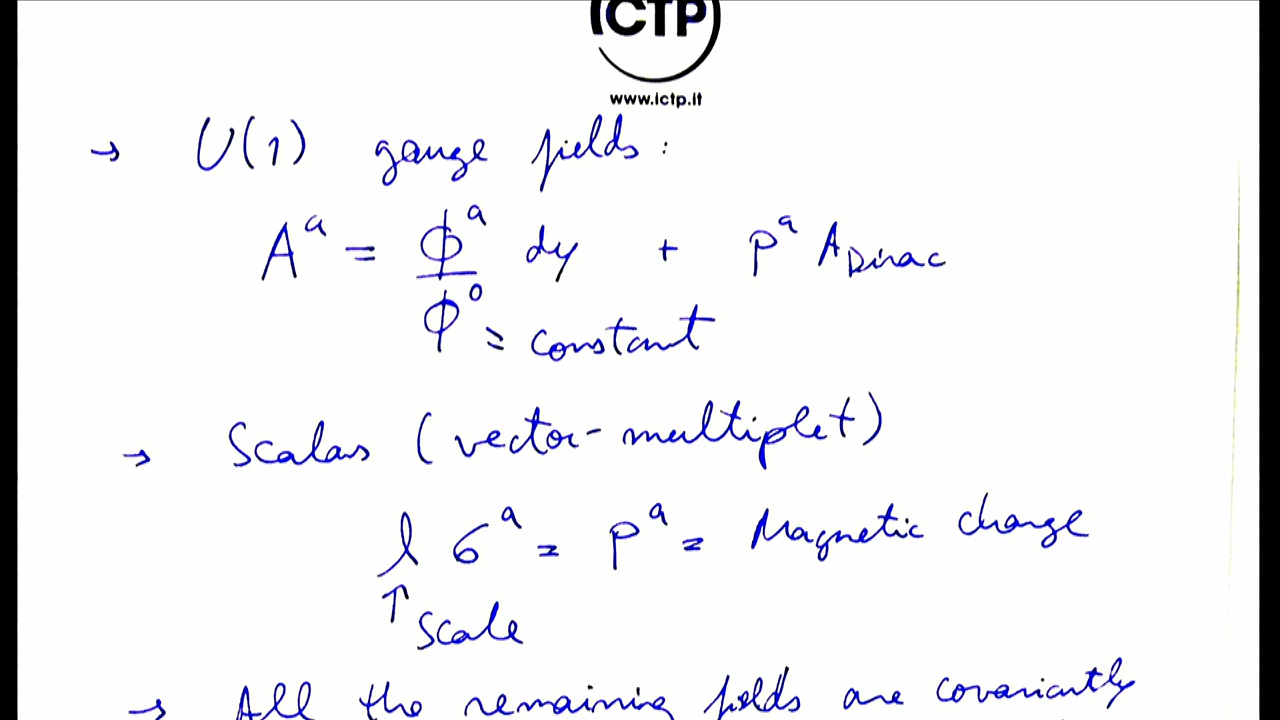 ICTP
www.ictp.it
→ U(1) gauge fields:
A^a = Φ^a/Φ^0 dy + p^a A_Dirac
= constant
→ Scalars (vector-multiplet)
l σ^a = p^a = Magnetic charge
↑ scale
→ All the remaining fields are covariantly